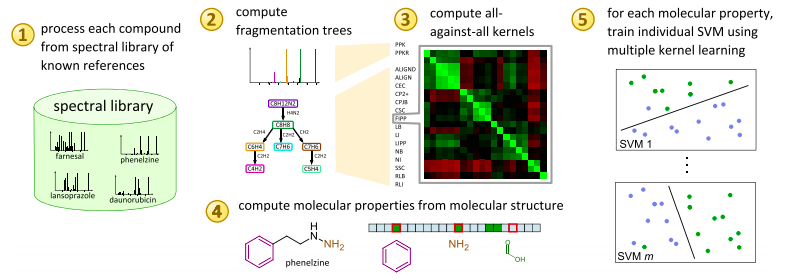 1
process each compound
from spectral library of
known references
spectral library
farnesal
phenelzine
lansoprazole
daunorubicin
2
compute
fragmentation trees
C8H12N2
H4N2
C8H8
C2H4
C2H2
CH2
C6H4
C7H6
C7H6
C2H2
C2H2
C4H2
C5H4
3
compute all-
against-all kernels
PPK
PPKR
ALIGND
ALIGN
CEC
CP2+
CPJB
CSC
FIPP
LB
LI
LIPP
NB
NI
SSC
RLB
RLI
4
compute molecular properties from molecular structure
H
N
NH2
phenelzine
NH2
O
OH
5
for each molecular property,
train individual SVM using
multiple kernel learning
SVM 1
SVM m